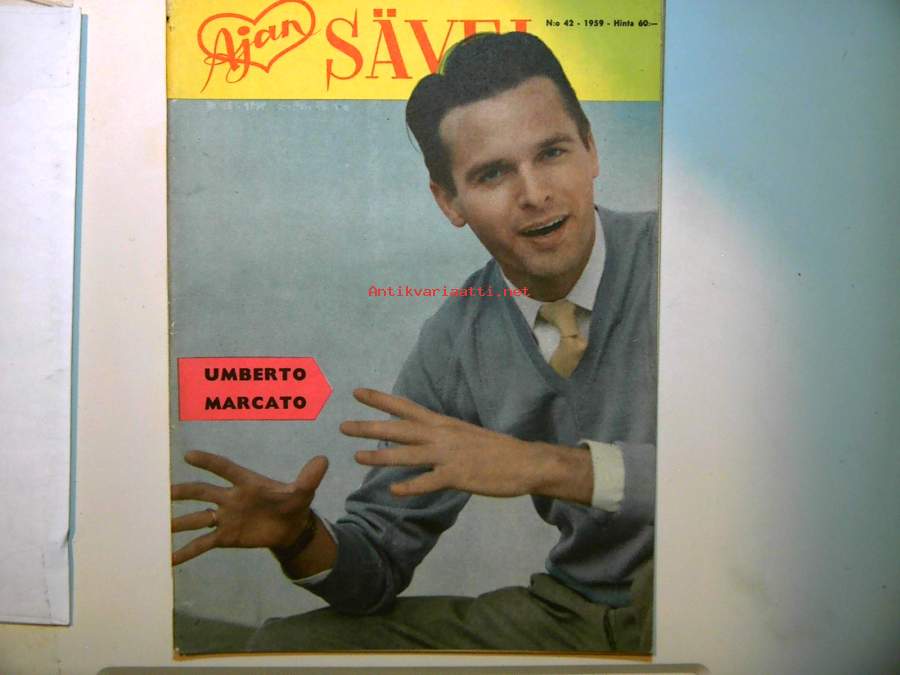 Ajan
SÄVEL
N:o 42 - 1959 - Hinta 60:—
Antikvariaatti.net
UMBERTO
MARCATO